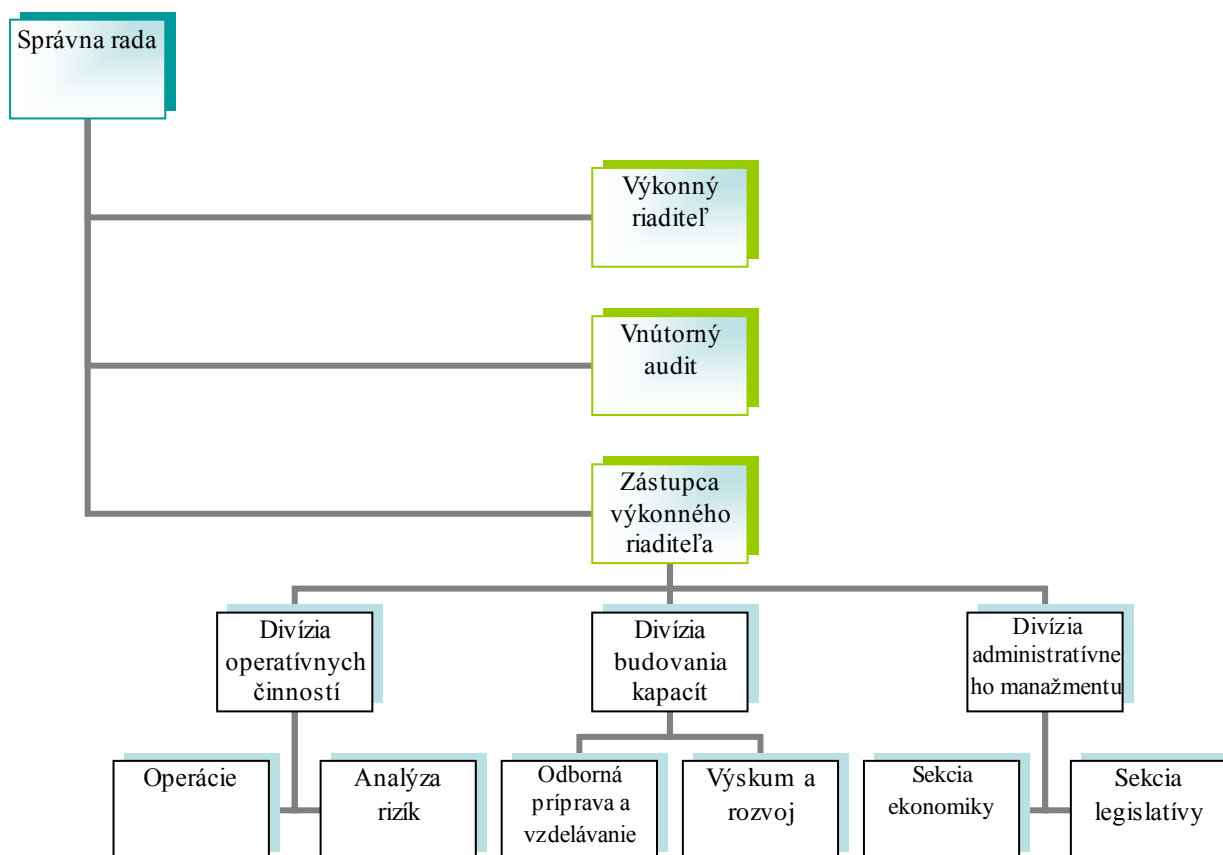 Správna rada
Výkonný
riaditeľ
Vnútorný
audit
Zástupca
výkonného
riaditeľa
Divízia
operatívnych
činností
Divízia
budovania
kapacít
Divízia
administratívne
ho manažmentu
Operácie
Analýza
rizík
Odborná
príprava a
vzdelávanie
Výskum a
rozvoj
Sekcia
ekonomiky
Sekcia
legislatívy